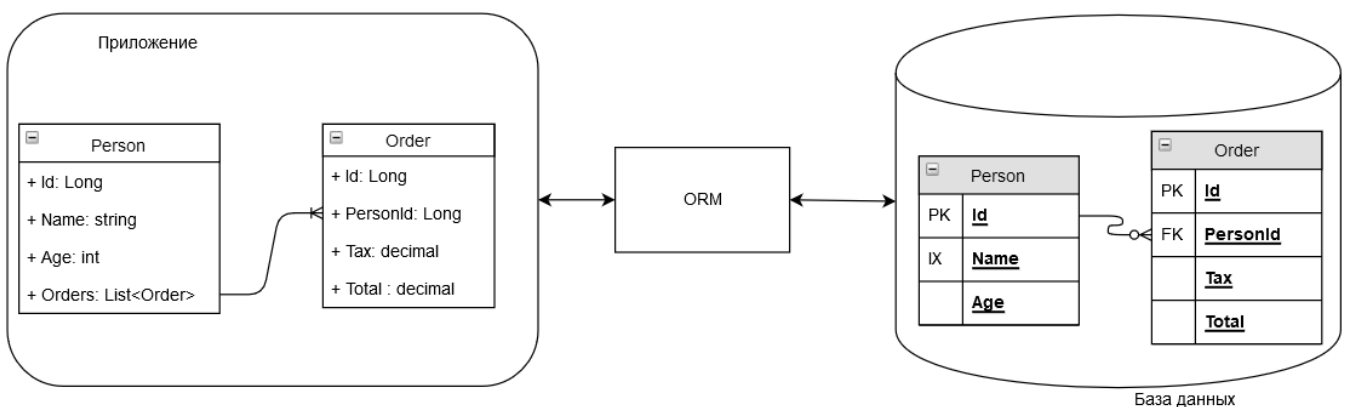 Приложение
Person
+ Id: Long
+ Name: string
+ Age: int
+ Orders: List<Order>
Order
+ Id: Long
+ PersonId: Long
+ Tax: decimal
+ Total : decimal
ORM
Person
PK Id
IX Name
Age
Order
PK Id
FK PersonId
Tax
Total
База данных